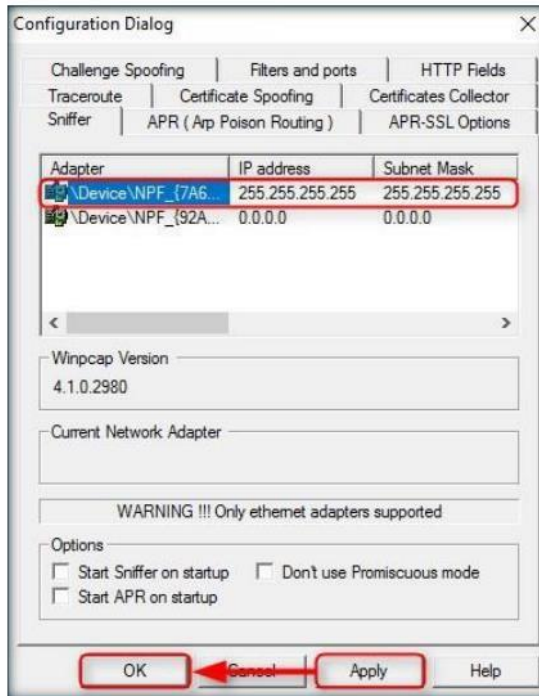 Configuration Dialog
Challenge Spoofing Filters and ports HTTP Fields
Traceroute Certificate Spoofing Certificates Collector
Sniffer APR ( Arp Poison Routing ) APR-SSL Options
Adapter IP address Subnet Mask
\Device\NPF_{7A6... 255.255.255.255 255.255.255.255
\Device\NPF_{92A... 0.0.0.0 0.0.0.0
Winpcap Version
4.1.0.2980
Current Network Adapter
WARNING !!! Only ethernet adapters supported
Options
Start Sniffer on startup Don't use Promiscuous mode
Start APR on startup
OK Cancel Apply Help